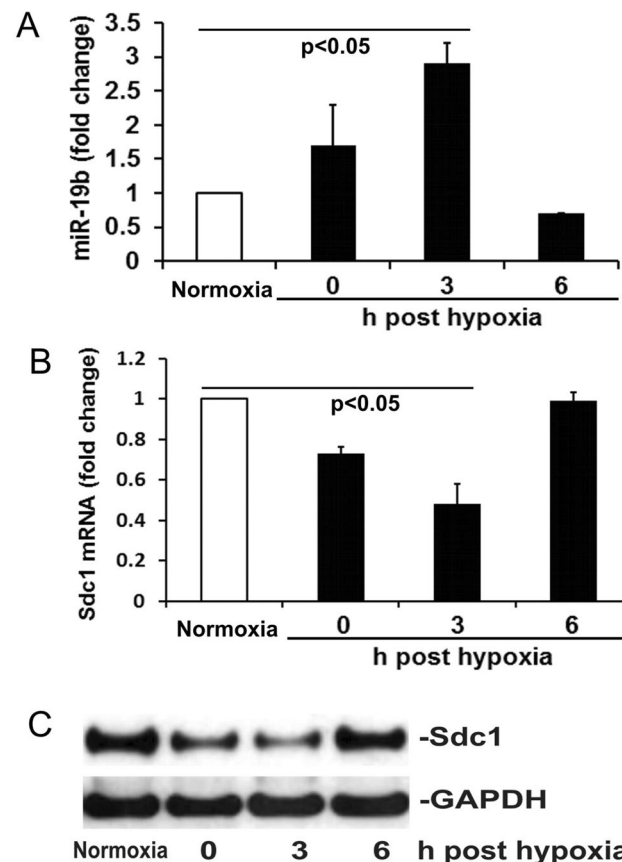 A
miR-19b (fold change)
3.5
3
2.5
2
1.5
1
0.5
0
p<0.05
Normoxia 0 3 6
h post hypoxia
B
Sdc1 mRNA (fold change)
1.2
1
0.8
0.6
0.4
0.2
0
p<0.05
Normoxia 0 3 6
h post hypoxia
C
-Sdc1
-GAPDH
Normoxia 0 3 6 h post hypoxia